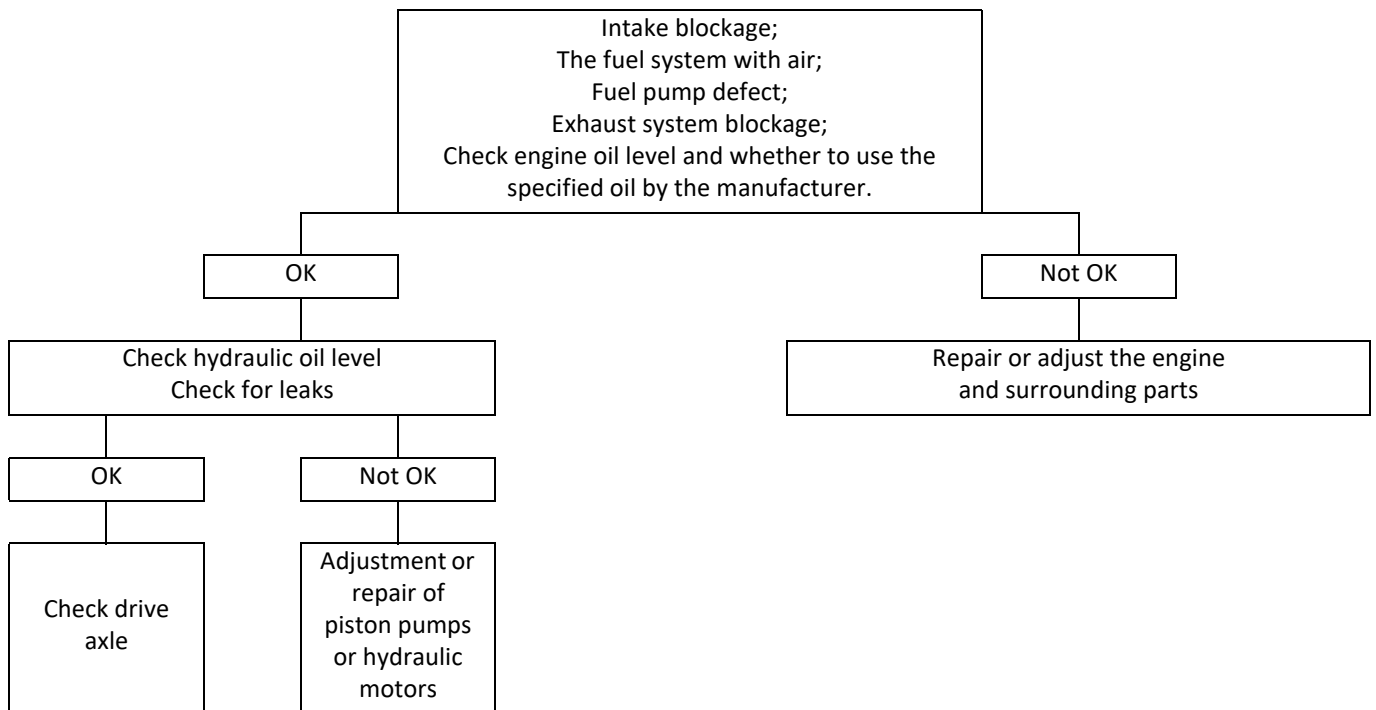 Intake blockage;
The fuel system with air;
Fuel pump defect;
Exhaust system blockage;
Check engine oil level and whether to use the
specified oil by the manufacturer.
OK
Not OK
Check hydraulic oil level
Check for leaks
Repair or adjust the engine
and surrounding parts
OK
Not OK
Check drive
axle
Adjustment or
repair of
piston pumps
or hydraulic
motors